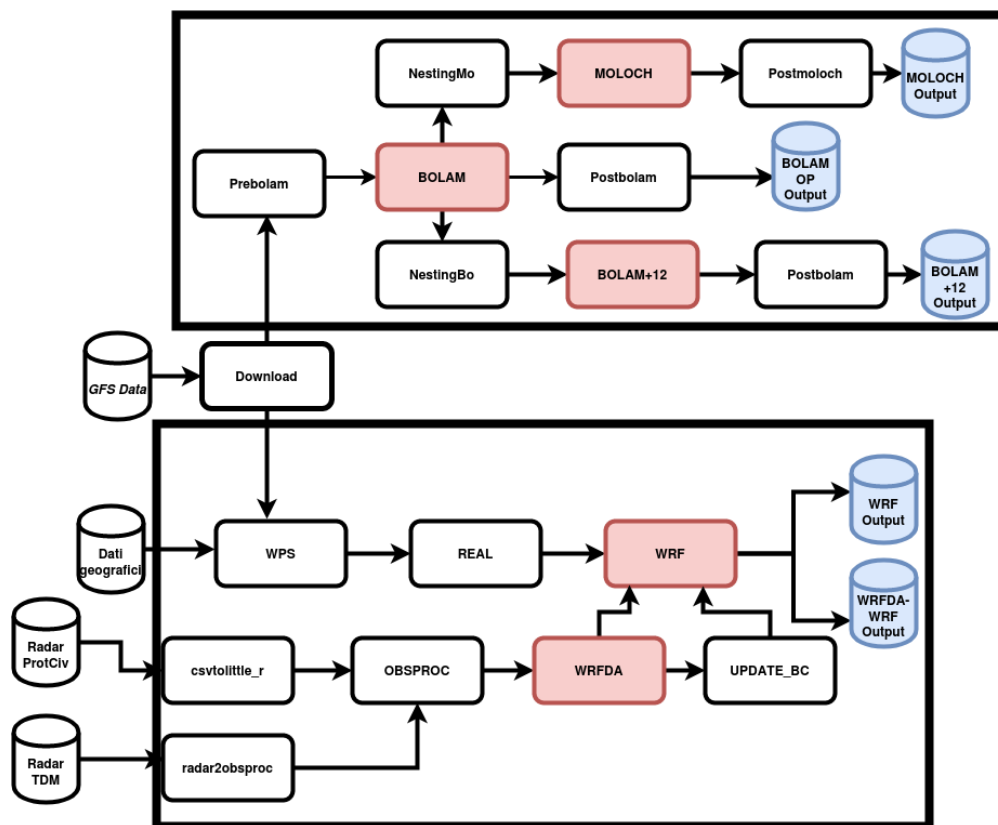 NestingMo
MOLOCH
Postmoloch
MOLOCH
Output
Prebolam
BOLAM
Postbolam
BOLAM
OP
Output
NestingBo
BOLAM+12
Postbolam
BOLAM
+12
Output
GFS Data
Download
Dati
geografici
WPS
REAL
WRF
WRF
Output
WRFDA-
WRF
Output
Radar
ProtCiv
csvtolittle_r
OBSPROC
WRFDA
UPDATE_BC
Radar
TDM
radar2obsproc